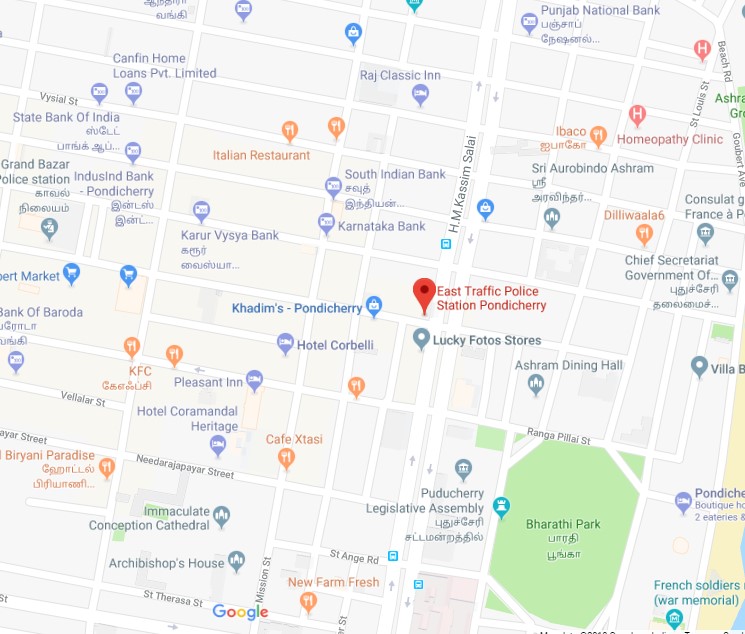 வங்கி
Punjab National Bank
பஞ்சாப்
நேஷனல்...
Canfin Home
Loans Pvt. Limited
Raj Classic Inn
Beach Rd
Vysial St
St Louis St
State Bank Of India
ஸ்டேட்
பாங்க் ஆப்...
Italian Restaurant
Ibaco
ஐபாகோ
Homeopathy Clinic
Goubert Ave
H.M.Kassim Salai
Grand Bazar
Police station
காவல்
நிலையம்
IndusInd Bank
- Pondicherry
இன்டஸ்
இன்ட்...
South Indian Bank
சவுத்
இந்தியன்...
Sri Aurobindo Ashram
ஸ்ரீ
அரவிந்தர்...
Karnataka Bank
Dilliwaala6
Consulat g
France à P
Karur Vysya Bank
கரூர்
வைஸ்யா...
Chief Secretariat
Government Of...
புதுச்சேரி
தலைமைச்...
pert Market
East Traffic Police
Station Pondicherry
Khadim's - Pondicherry
Bank Of Baroda
பரோடா
வங்கி
Hotel Corbelli
Lucky Fotos Stores
KFC
கேஎஃப்சி
Pleasant Inn
Ashram Dining Hall
Villa B
Vellalar St
Hotel Coramandal
Heritage
ayar Street
Cafe Xtasi
Ranga Pillai St
l Biryani Paradise
ஹோட்டல்
பிரியாணி...
Needarajapayar Street
Puducherry
Legislative Assembly
புதுச்சேரி
சட்டமன்றத்தில்
Immaculate
Conception Cathedral
Bharathi Park
பாரதி
பூங்கா
Pondiche
Boutique ho
2 eateries &
St Ange Rd
Archibishop's House
Mission St
New Farm Fresh
St Therasa St
French soldiers
(war memorial)
Google